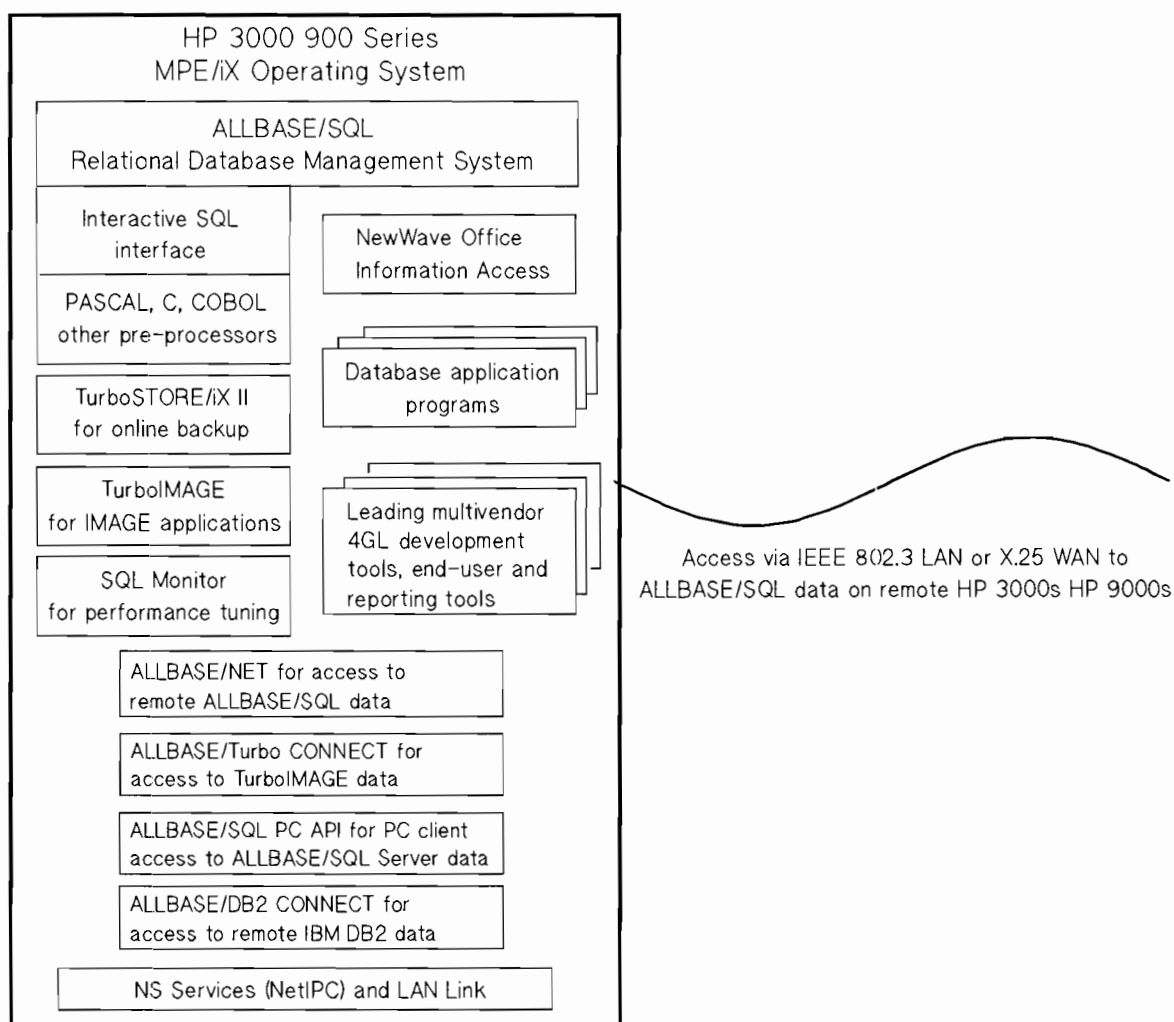 HP 3000 900 Series
MPE/iX Operating System
ALLBASE/SQL
Relational Database Management System
Interactive SQL
interface
PASCAL, C, COBOL
other pre-processors
TurboSTORE/iX II
for online backup
TurboIMAGE
for IMAGE applications
SQL Monitor
for performance tuning
NewWave Office
Information Access
Database application
programs
Leading multivendor
4GL development
tools, end-user and
reporting tools
ALLBASE/NET for access to
remote ALLBASE/SQL data
ALLBASE/Turbo CONNECT for
access to TurboIMAGE data
ALLBASE/SQL PC API for PC client
access to ALLBASE/SQL Server data
ALLBASE/DB2 CONNECT for
access to remote IBM DB2 data
NS Services (NetIPC) and LAN Link
Access via IEEE 802.3 LAN or X.25 WAN to
ALLBASE/SQL data on remote HP 3000s HP 9000s